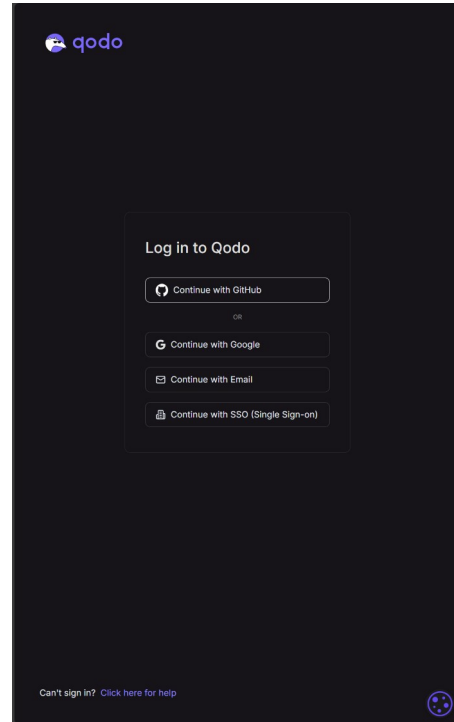 qodo
Log in to Qodo
Continue with GitHub
OR
Continue with Google
Continue with Email
Continue with SSO (Single Sign-on)
Can't sign in? Click here for help